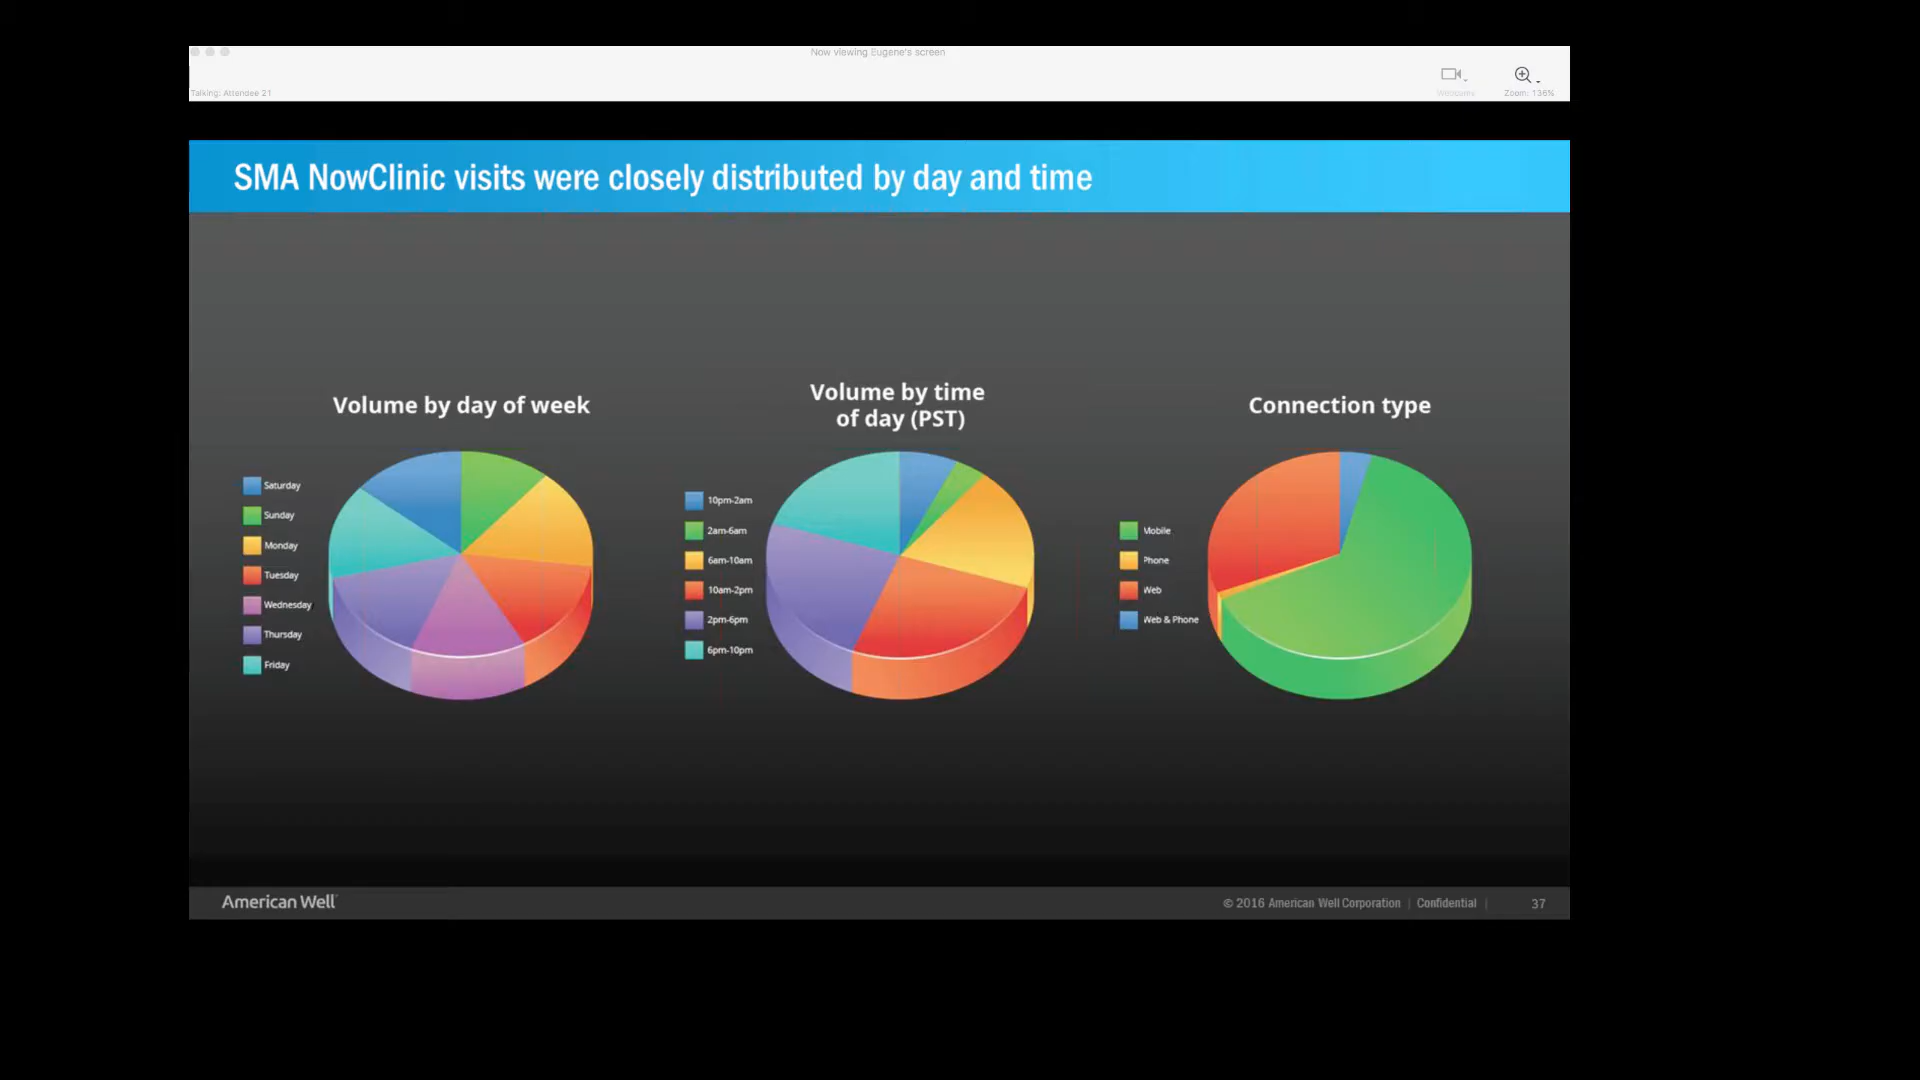 Now viewing Eugene's screen
Talking: Attendee 21
Webcams
Zoom: 136%
SMA NowClinic visits were closely distributed by day and time
Volume by day of week
Saturday
Sunday
Monday
Tuesday
Wednesday
Thursday
Friday
Volume by time
of day (PST)
10pm-2am
2am-6am
6am-10am
10am-2pm
2pm-6pm
6pm-10pm
Connection type
Mobile
Phone
Web
Web & Phone
American Well
© 2016 American Well Corporation | Confidential |
37